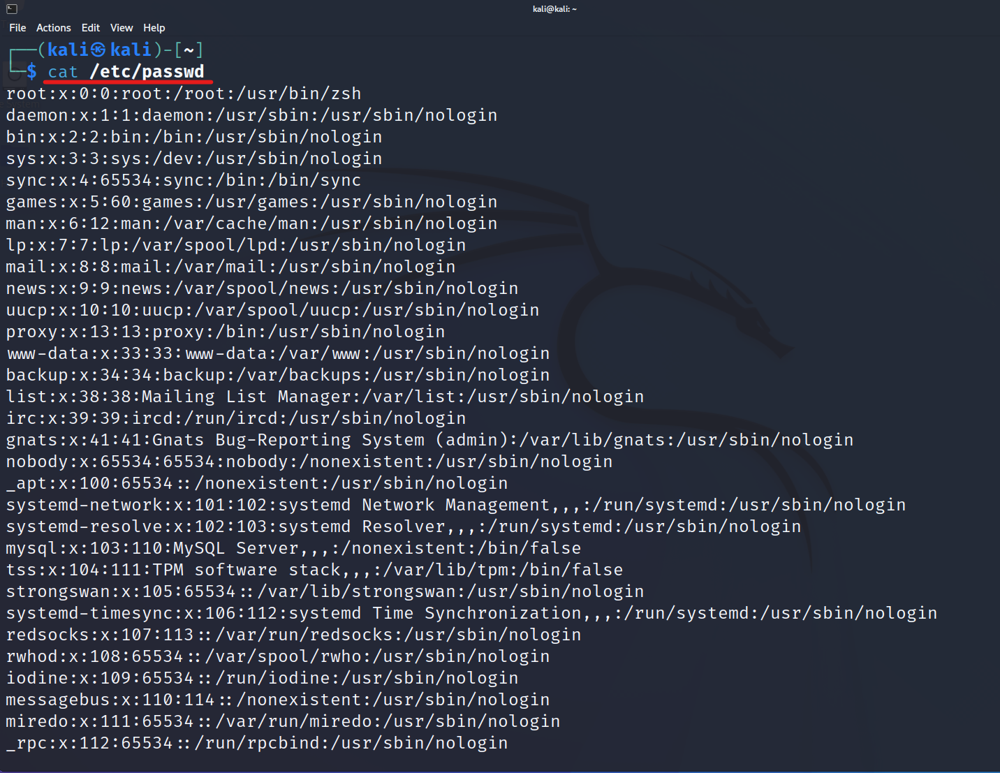 kali@kali: ~
File Actions Edit View Help
┌──(kali㉿kali)-[~]
└─$ cat /etc/passwd
root:x:0:0:root:/root:/usr/bin/zsh
daemon:x:1:1:daemon:/usr/sbin:/usr/sbin/nologin
bin:x:2:2:bin:/bin:/usr/sbin/nologin
sys:x:3:3:sys:/dev:/usr/sbin/nologin
sync:x:4:65534:sync:/bin:/bin/sync
games:x:5:60:games:/usr/games:/usr/sbin/nologin
man:x:6:12:man:/var/cache/man:/usr/sbin/nologin
lp:x:7:7:lp:/var/spool/lpd:/usr/sbin/nologin
mail:x:8:8:mail:/var/mail:/usr/sbin/nologin
news:x:9:9:news:/var/spool/news:/usr/sbin/nologin
uucp:x:10:10:uucp:/var/spool/uucp:/usr/sbin/nologin
proxy:x:13:13:proxy:/bin:/usr/sbin/nologin
www-data:x:33:33:www-data:/var/www:/usr/sbin/nologin
backup:x:34:34:backup:/var/backups:/usr/sbin/nologin
list:x:38:38:Mailing List Manager:/var/list:/usr/sbin/nologin
irc:x:39:39:ircd:/run/ircd:/usr/sbin/nologin
gnats:x:41:41:Gnats Bug-Reporting System (admin):/var/lib/gnats:/usr/sbin/nologin
nobody:x:65534:65534:nobody:/nonexistent:/usr/sbin/nologin
_apt:x:100:65534::/nonexistent:/usr/sbin/nologin
systemd-network:x:101:102:systemd Network Management,,,:/run/systemd:/usr/sbin/nologin
systemd-resolve:x:102:103:systemd Resolver,,,:/run/systemd:/usr/sbin/nologin
mysql:x:103:110:MySQL Server,,,:/nonexistent:/bin/false
tss:x:104:111:TPM software stack,,,:/var/lib/tpm:/bin/false
strongswan:x:105:65534::/var/lib/strongswan:/usr/sbin/nologin
systemd-timesync:x:106:112:systemd Time Synchronization,,,:/run/systemd:/usr/sbin/nologin
redsocks:x:107:113::/var/run/redsocks:/usr/sbin/nologin
rwhod:x:108:65534::/var/spool/rwho:/usr/sbin/nologin
iodine:x:109:65534::/run/iodine:/usr/sbin/nologin
messagebus:x:110:114::/nonexistent:/usr/sbin/nologin
miredo:x:111:65534::/var/run/miredo:/usr/sbin/nologin
_rpc:x:112:65534::/run/rpcbind:/usr/sbin/nologin